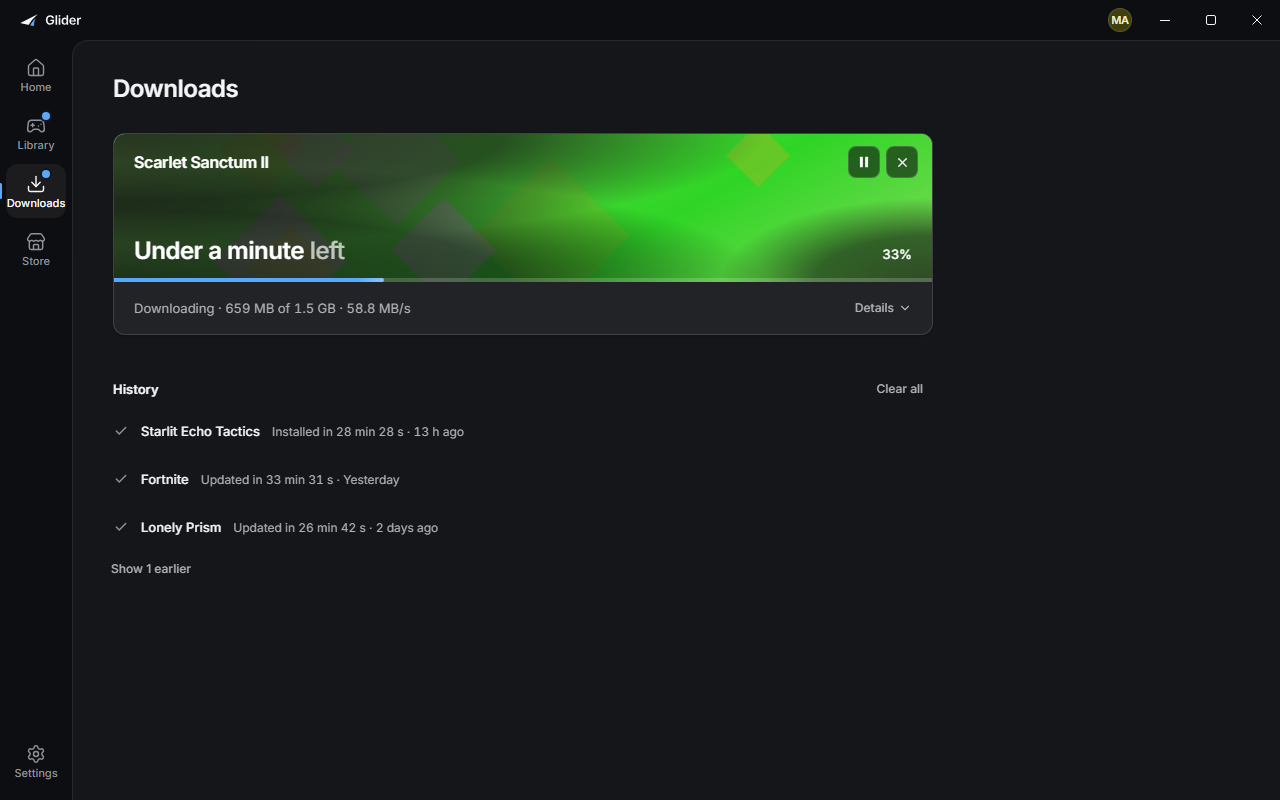 Glider
MA
Home
Library
Downloads
Store
Settings
Downloads
Scarlet Sanctum II
Under a minute left
33%
Downloading · 659 MB of 1.5 GB · 58.8 MB/s
Details
History
Clear all
Starlit Echo Tactics Installed in 28 min 28 s · 13 h ago
Fortnite Updated in 33 min 31 s · Yesterday
Lonely Prism Updated in 26 min 42 s · 2 days ago
Show 1 earlier